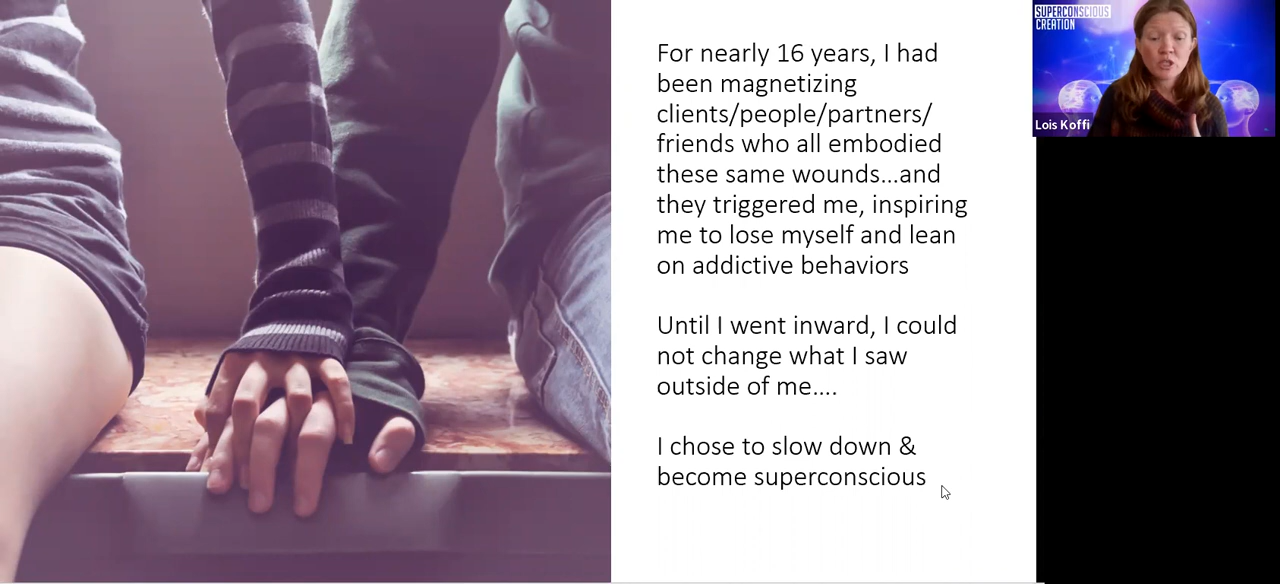 For nearly 16 years, I had
been magnetizing
clients/people/partners/
friends who all embodied
these same wounds...and
they triggered me, inspiring
me to lose myself and lean
on addictive behaviors
Until I went inward, I could
not change what I saw
outside of me....
I chose to slow down &
become superconscious
SUPERCONSCIOUS
CREATION
Lois Koffi